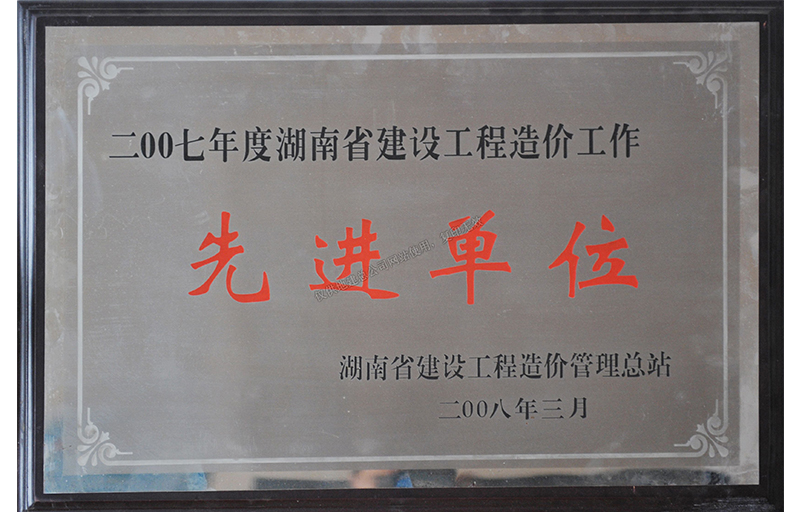 二00七年度湖南省建设工程造价工作
先进单位
湖南省建设工程造价管理总站
二00八年三月